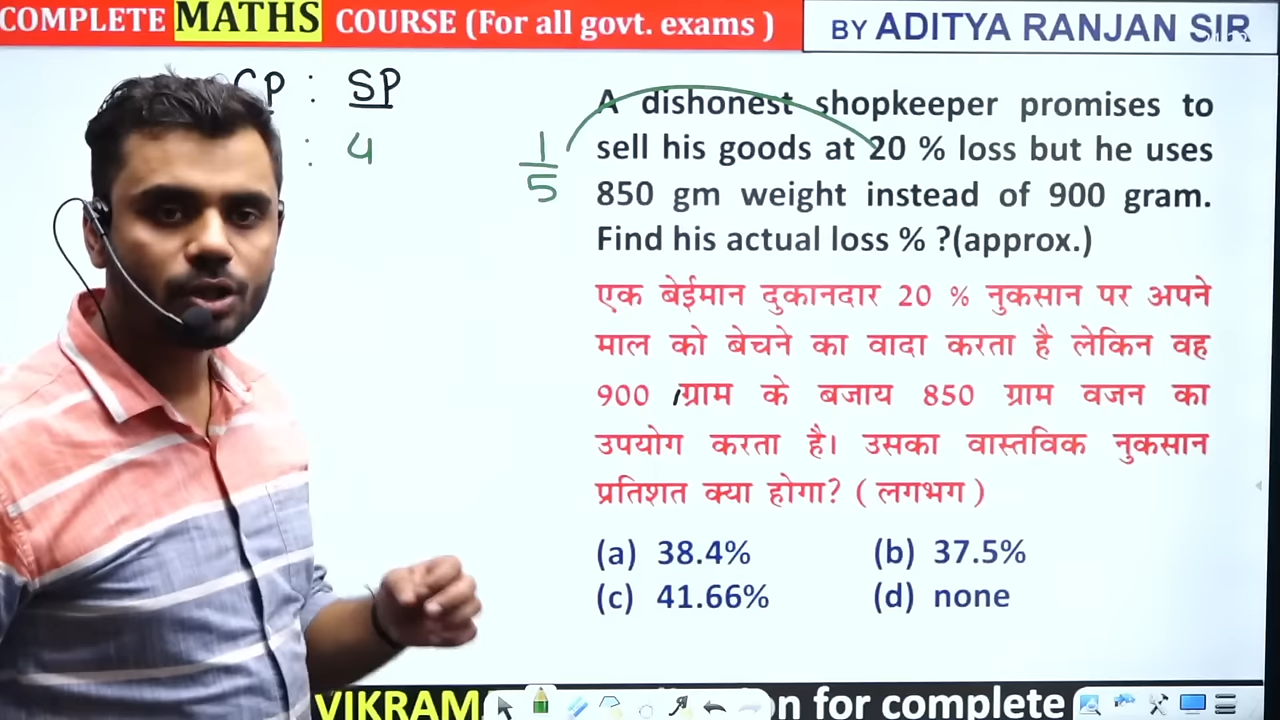 COMPLETE MATHS COURSE (For all govt. exams )
BY ADITYA RANJAN SIR
CP : SP
: 4
1
5
A dishonest shopkeeper promises to
sell his goods at 20 % loss but he uses
850 gm weight instead of 900 gram.
Find his actual loss % ?(approx.)
एक बेईमान दुकानदार 20 % नुकसान पर अपने
माल को बेचने का वादा करता है लेकिन वह
900 ग्राम के बजाय 850 ग्राम वजन का
उपयोग करता है। उसका वास्तविक नुकसान
प्रतिशत क्या होगा? ( लगभग )
(a) 38.4%
(b) 37.5%
(c) 41.66%
(d) none
VIKRAM
n for complete